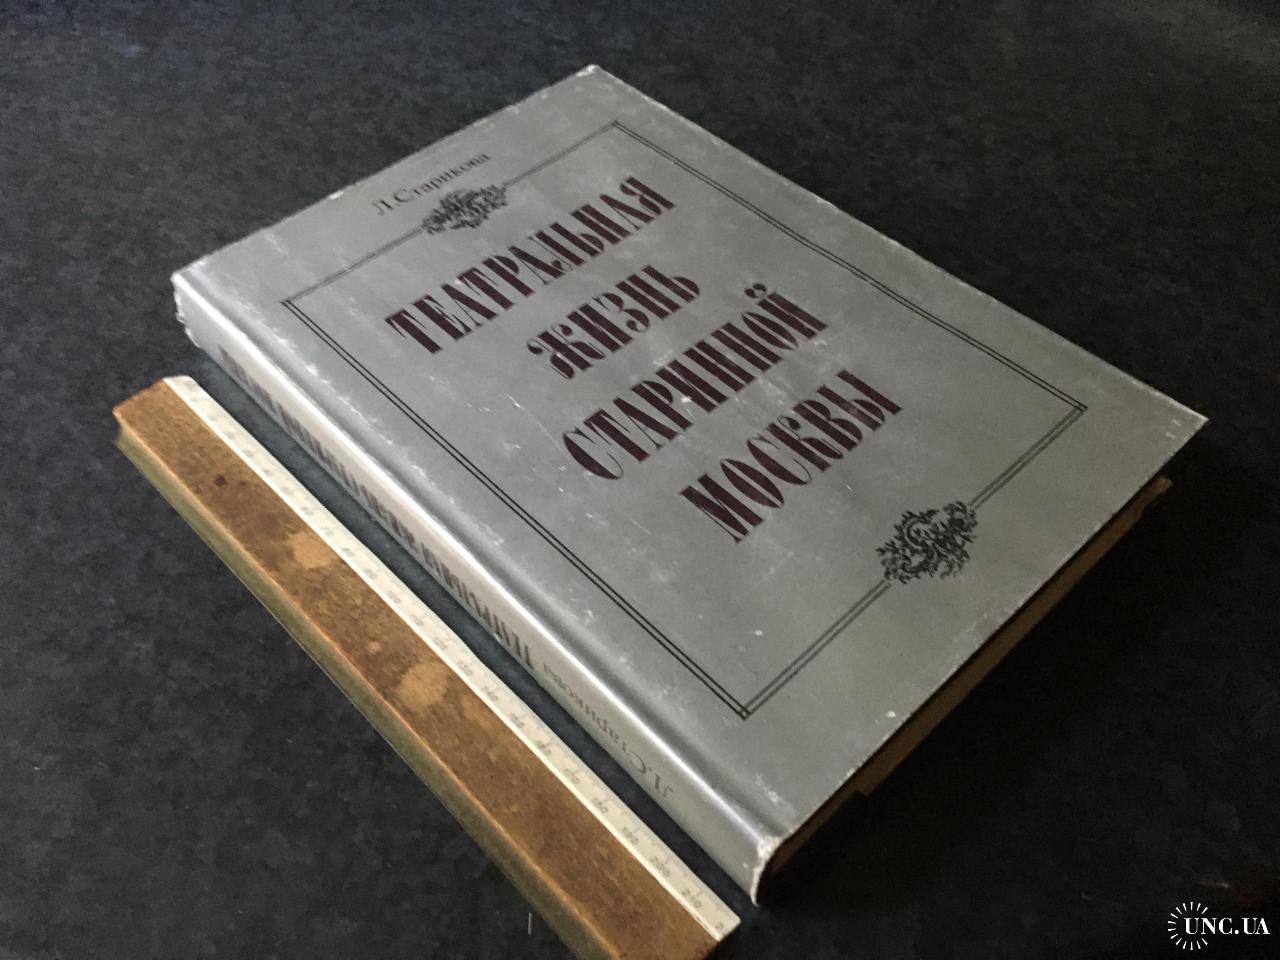 Л.Старикова
ТЕАТРАЛЬНАЯ
ЖИЗНЬ
СТАРИННОЙ
МОСКВЫ
Л.Старикова
UNC.UA